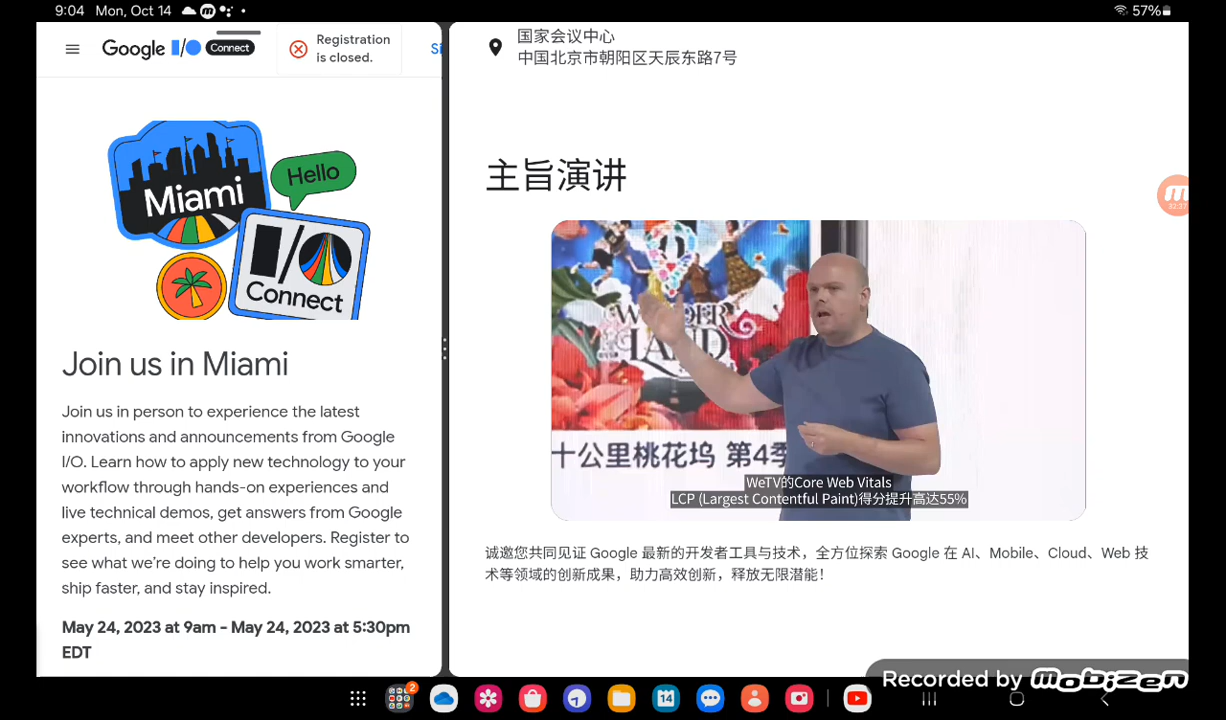 9:04 Mon, Oct 14
57%
Google I/O Connect
Registration
is closed.
Si
Miami
Hello
I/O
Connect
Join us in Miami
Join us in person to experience the latest
innovations and announcements from Google
I/O. Learn how to apply new technology to your
workflow through hands-on experiences and
live technical demos, get answers from Google
experts, and meet other developers. Register to
see what we’re doing to help you work smarter,
ship faster, and stay inspired.
May 24, 2023 at 9am - May 24, 2023 at 5:30pm
EDT
国家会议中心
中国北京市朝阳区天辰东路7号
主旨演讲
WONDER
LAND
十公里桃花坞 第4季
WeTV的Core Web Vitals
LCP (Largest Contentful Paint)得分提升高达55%
诚邀您共同见证 Google 最新的开发者工具与技术，全方位探索 Google 在 AI、Mobile、Cloud、Web 技
术等领域的创新成果，助力高效创新，释放无限潜能！
2
14
Recorded by mobizen